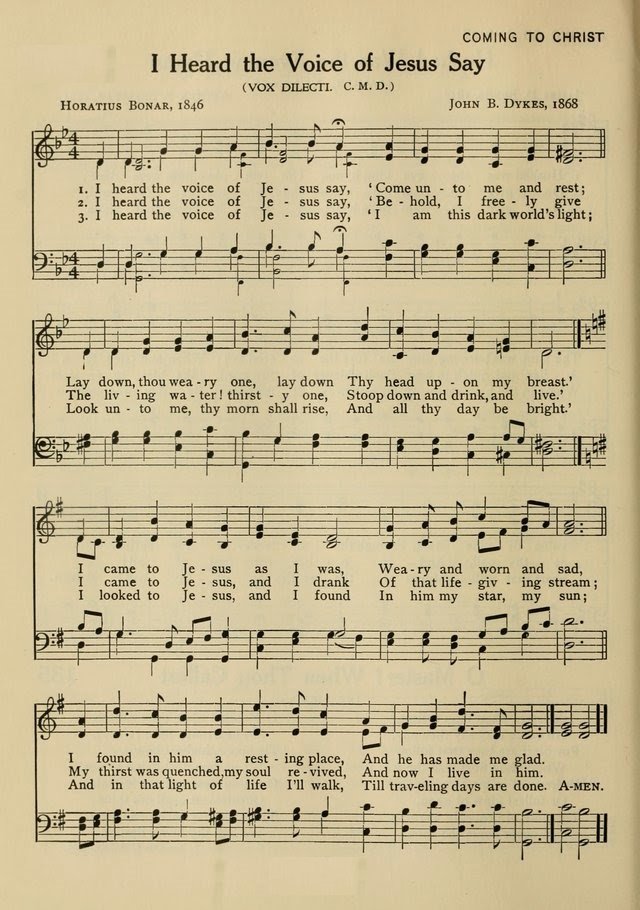 COMING TO CHRIST
I Heard the Voice of Jesus Say
(VOX DILECTI. C. M. D.)
HORATIUS BONAR, 1846 JOHN B. DYKES, 1868
1. I heard the voice of Je - sus say, 'Come un - to me and rest;
2. I heard the voice of Je - sus say, 'Be - hold, I free - ly give
3. I heard the voice of Je - sus say, 'I am this dark world's light;
Lay down, thou wea - ry one, lay down Thy head up - on my breast.'
The liv - ing wa - ter! thirst - y one, Stoop down and drink, and live.'
Look un - to me, thy morn shall rise, And all thy day be bright.'
I came to Je - sus as I was, Wea - ry and worn and sad,
I came to Je - sus, and I drank Of that life - giv - ing stream;
I looked to Je - sus, and I found In him my star, my sun;
I found in him a rest - ing place, And he has made me glad.
My thirst was quenched, my soul re - vived, And now I live in him.
And in that light of life I'll walk, Till trav - eling days are done. A-MEN.